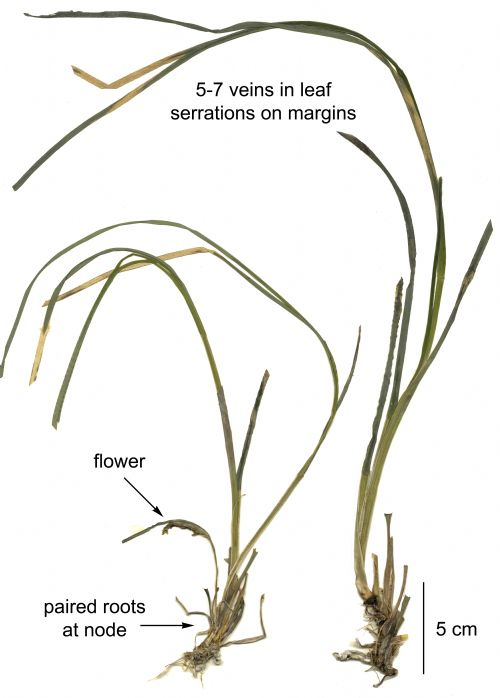 5-7 veins in leaf
serrations on margins
flower
paired roots
at node
5 cm